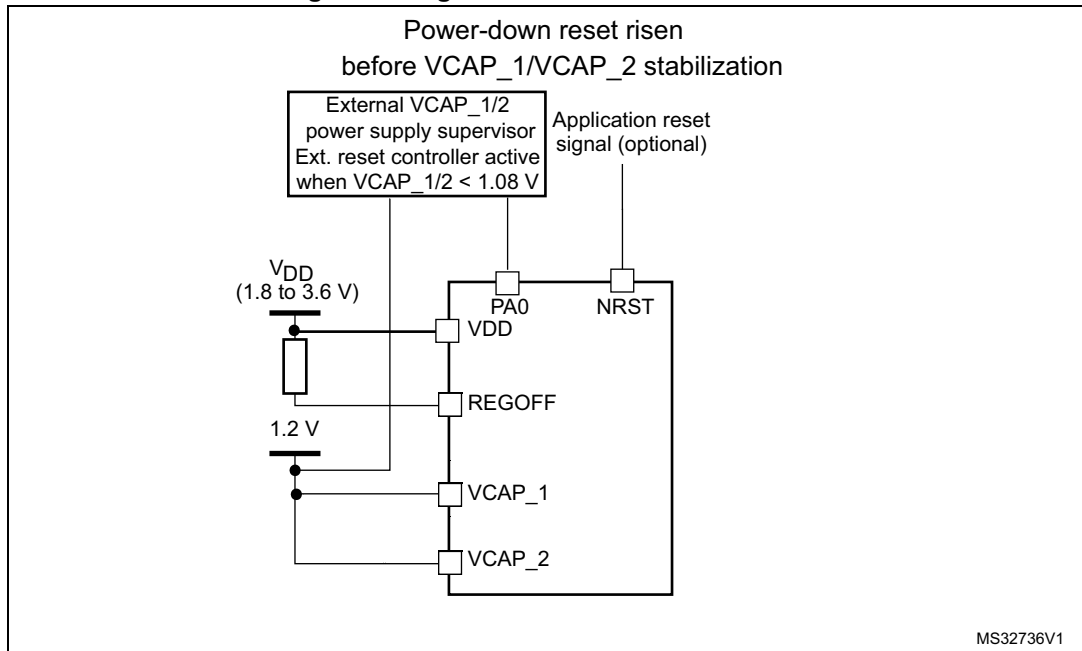 Power-down reset risen
before VCAP_1/VCAP_2 stabilization
External VCAP_1/2
power supply supervisor
Ext. reset controller active
when VCAP_1/2 < 1.08 V
Application reset
signal (optional)
VDD
(1.8 to 3.6 V)
PA0
NRST
VDD
REGOFF
1.2 V
VCAP_1
VCAP_2
MS32736V1